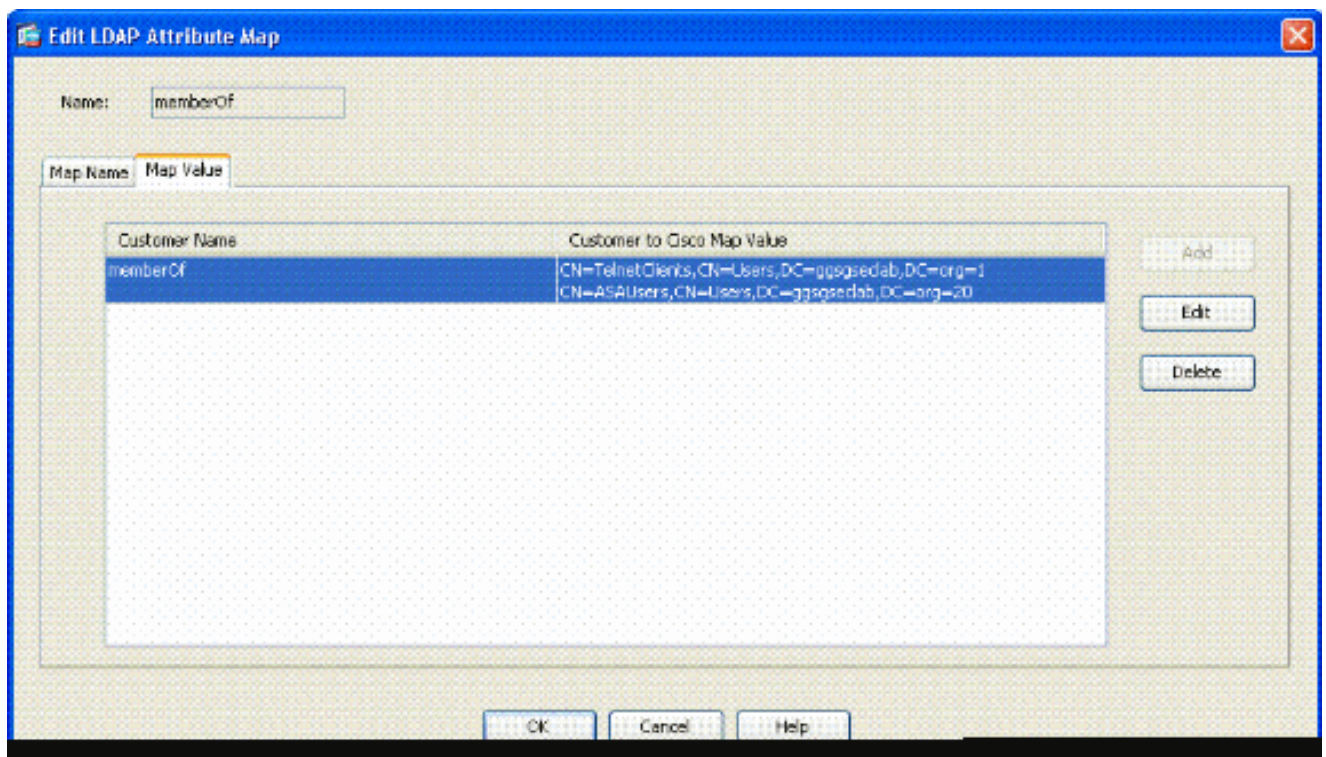 Edit LDAP Attribute Map
Name: memberOf
Map Name Map Value
Customer Name Customer to Cisco Map Value
memberOf CN=TelnetClients,CN=Users,DC=ggsgseclab,DC=org=1
CN=ASAUsers,CN=Users,DC=ggsgseclab,DC=org=20
Add
Edit
Delete
OK Cancel Help